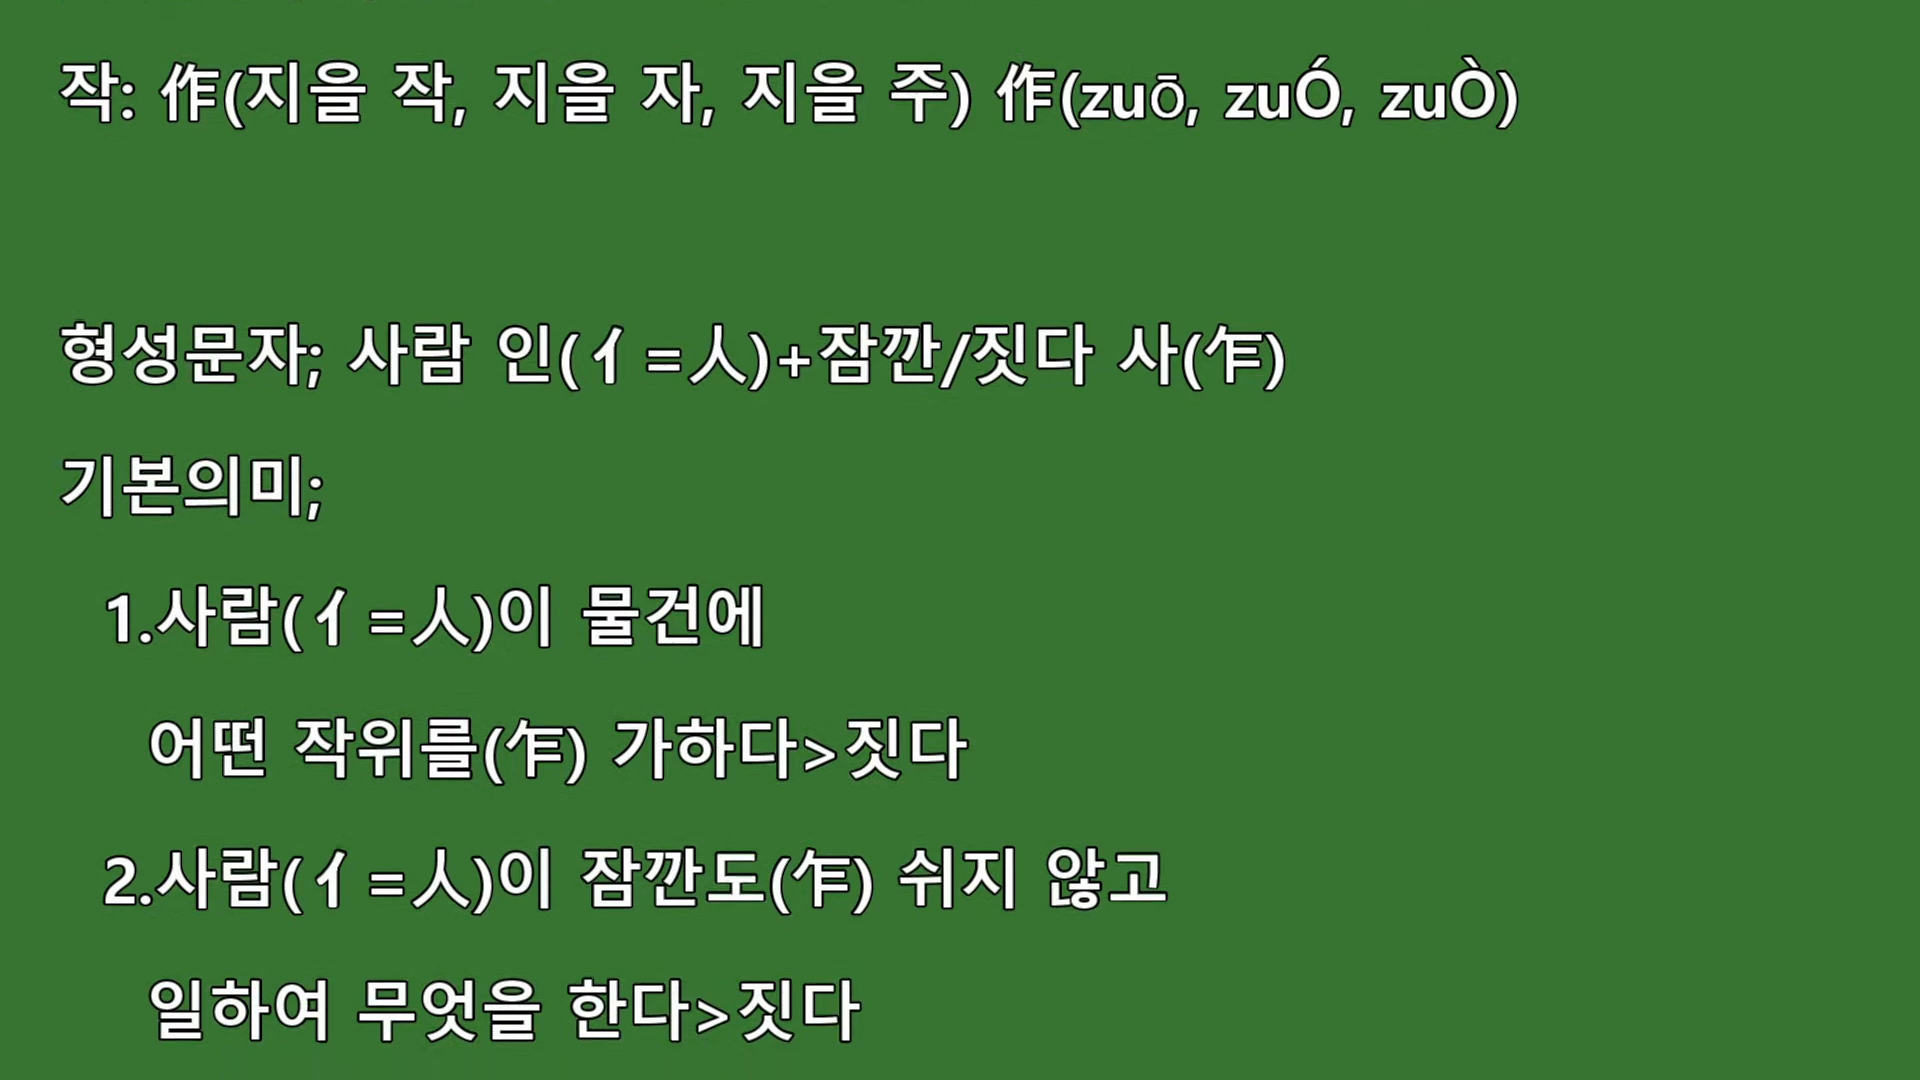 작: 作(지을 작, 지을 자, 지을 주) 作(zuō, zuÓ, zuÒ)
형성문자; 사람 인(亻=人)+잠깐/짓다 사(乍)
기본의미;
1.사람(亻=人)이 물건에
어떤 작위를(乍) 가하다>짓다
2.사람(亻=人)이 잠깐도(乍) 쉬지 않고
일하여 무엇을 한다>짓다